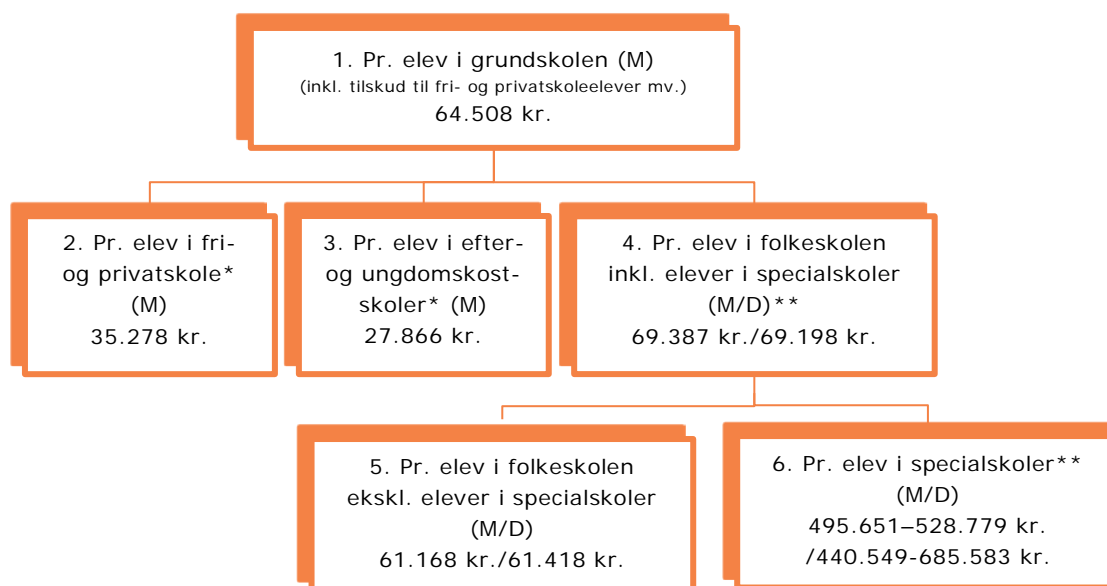 1. Pr. elev i grundskolen (M)
(inkl. tilskud til fri- og privatskoleelever mv.)
64.508 kr.
2. Pr. elev i fri-
og privatskole*
(M)
35.278 kr.
3. Pr. elev i efter-
og ungdomskost-
skoler* (M)
27.866 kr.
4. Pr. elev i folkeskolen
inkl. elever i specialskoler
(M/D)**
69.387 kr./69.198 kr.
5. Pr. elev i folkeskolen
ekskl. elever i specialskoler
(M/D)
61.168 kr./61.418 kr.
6. Pr. elev i specialskoler**
(M/D)
495.651–528.779 kr.
/440.549-685.583 kr.